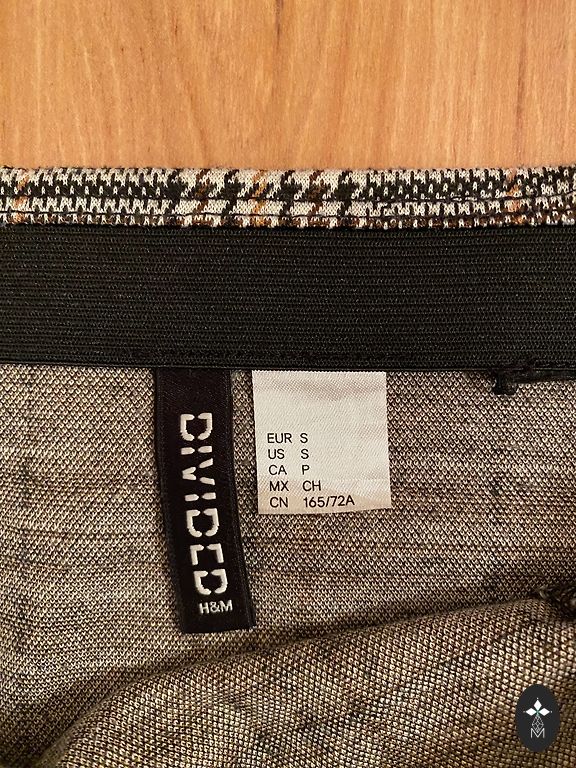 DIVIDED
H&M
EUR S
US S
CA P
MX CH
CN 165/72A
M